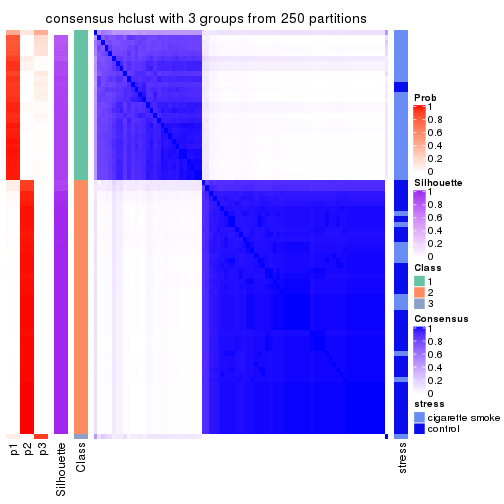 consensus hclust with 3 groups from 250 partitions
Prob
1
0.8
0.6
0.4
0.2
0
Silhouette
1
0.8
0.6
0.4
0.2
0
Class
1
2
3
Consensus
1
0.8
0.6
0.4
0.2
0
stress
cigarette smoke
control
p1
p2
p3
Silhouette
Class
stress